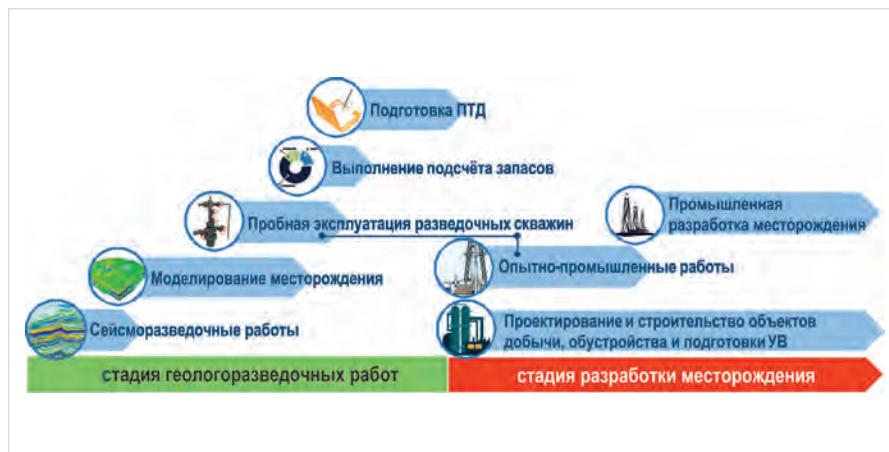 Подготовка ПТД
Выполнение подсчёта запасов
Пробная эксплуатация разведочных скважин
Промышленная
разработка месторождения
Моделирование месторождения
Опытно-промышленные работы
Сейсморазведочные работы
Проектирование и строительство объектов
добычи, обустройства и подготовки УВ
стадия геологоразведочных работ
стадия разработки месторождения